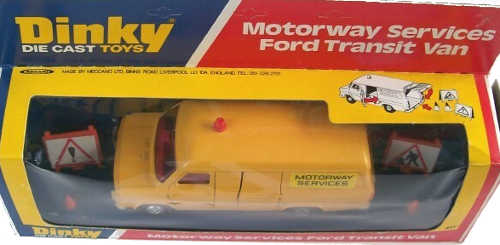 Dinky
DIE CAST TOYS
Motorway Services
Ford Transit Van
MADE BY MECCANO LTD, BINNS ROAD, LIVERPOOL L13 1DA, ENGLAND.
MOTORWAY
SERVICES
Dinky
Motorway Services Ford Transit Van